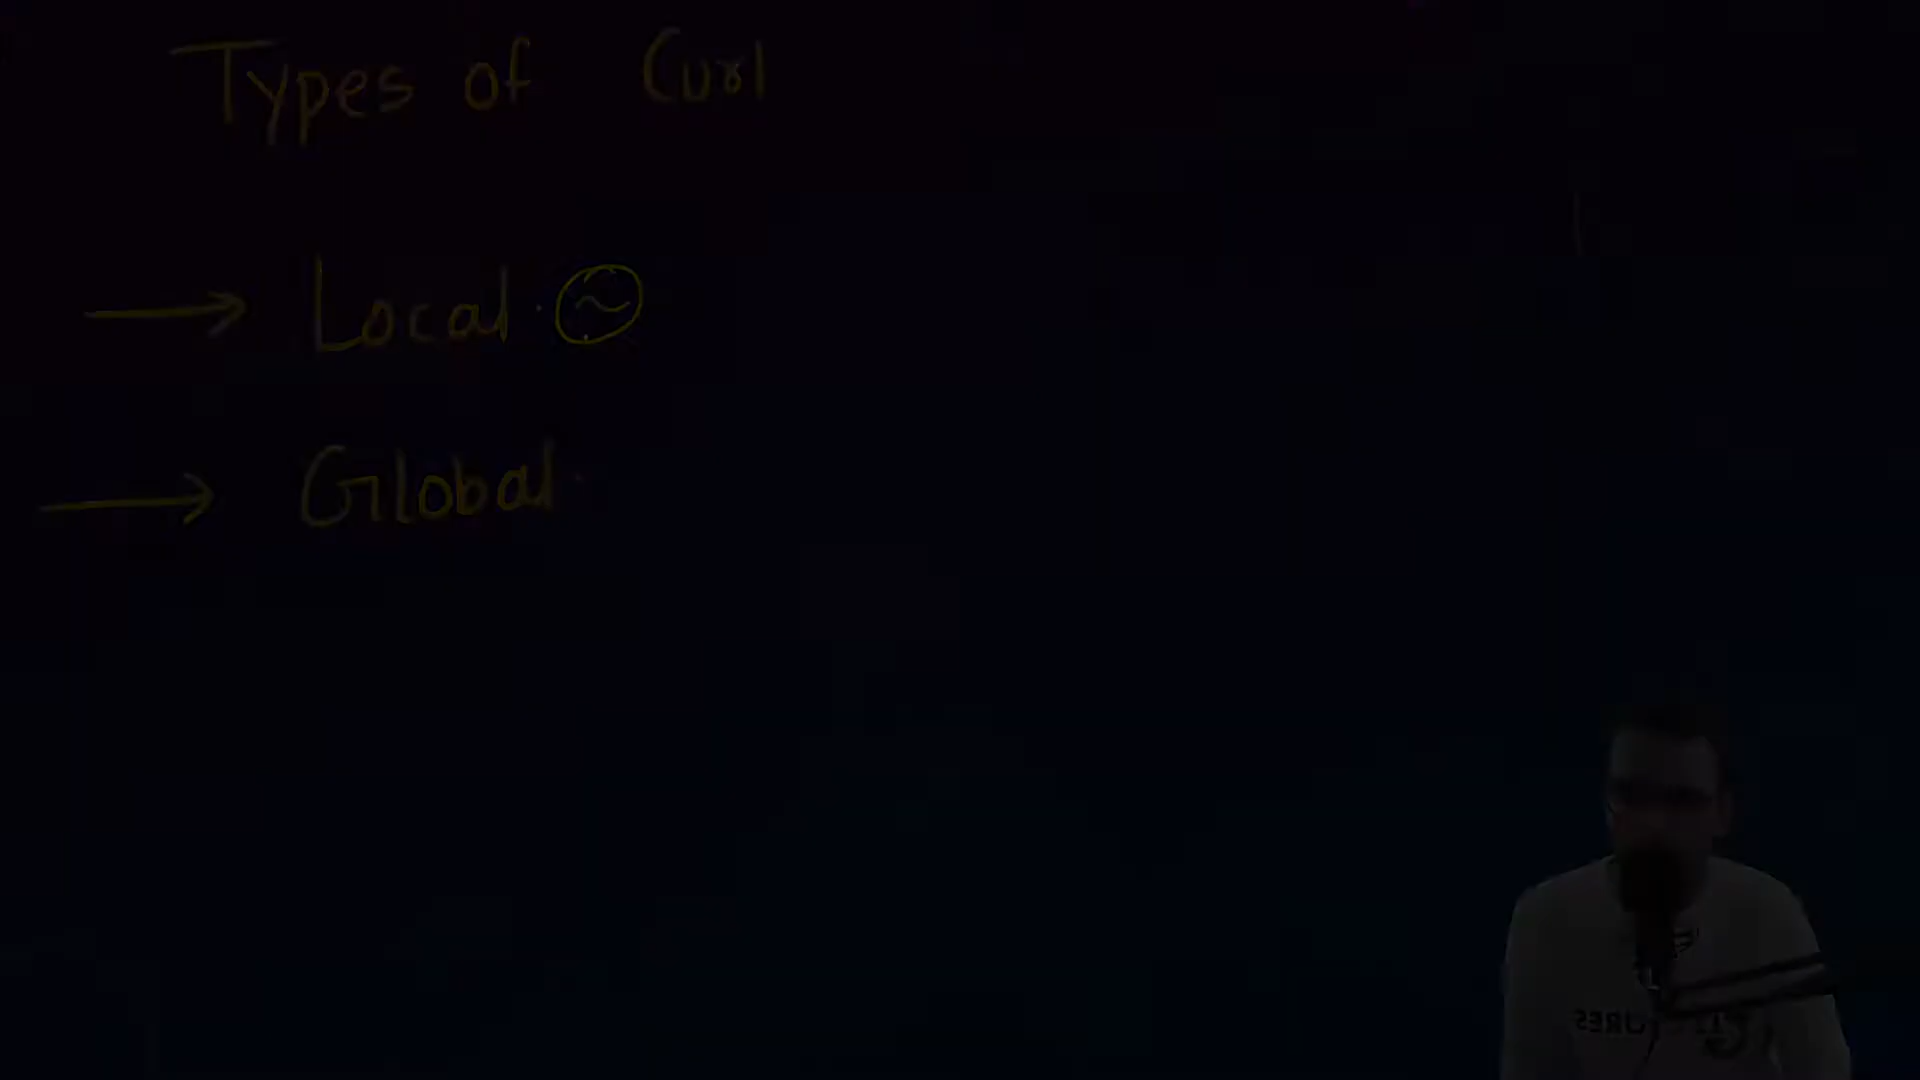 Types of Curl
→ Local
→ Global